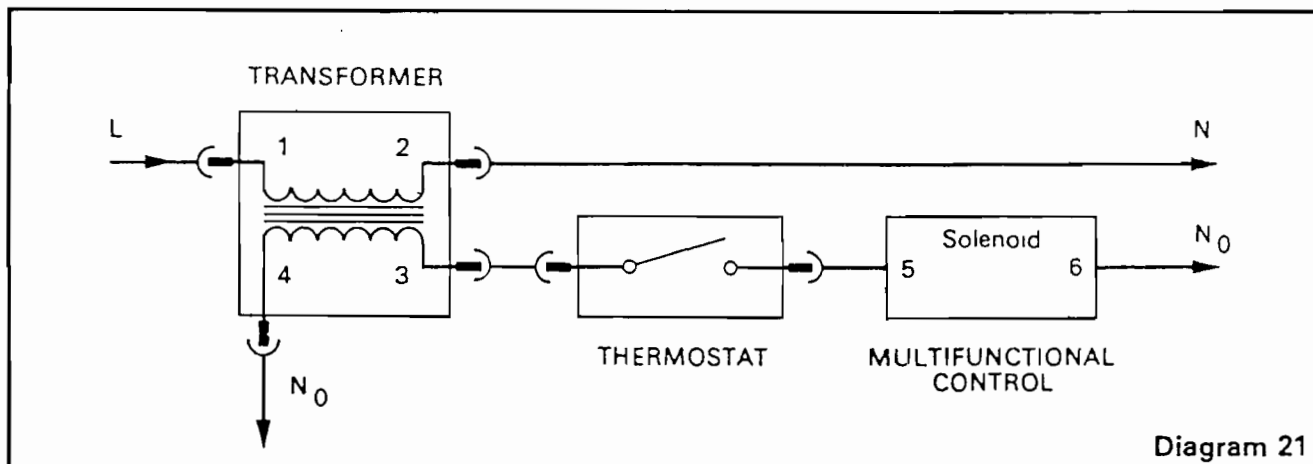 TRANSFORMER
L
1
2
N
4
3
Solenoid
5
6
N0
N0
THERMOSTAT
MULTIFUNCTIONAL
CONTROL
Diagram 21